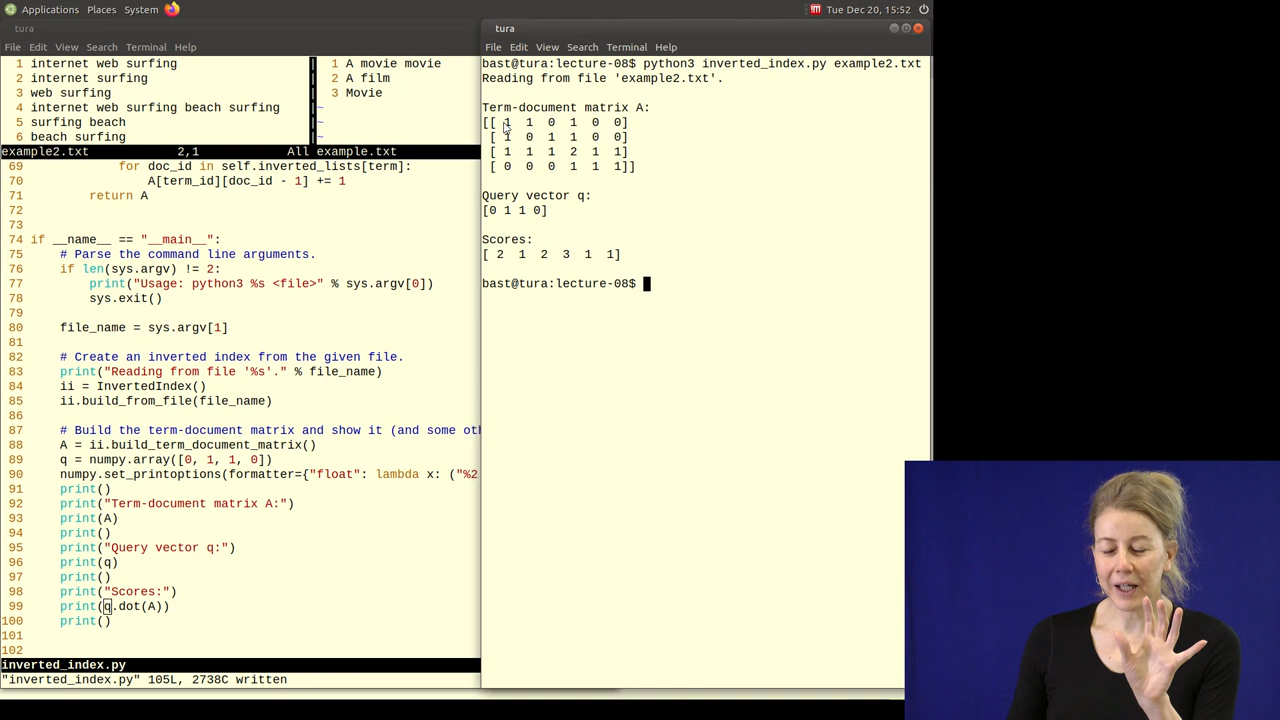 Applications Places System Tue Dec 20, 15:52
tura
File Edit View Search Terminal Help
1 internet web surfing
2 internet surfing
3 web surfing
4 internet web surfing beach surfing
5 surfing beach
6 beach surfing
1 A movie movie
2 A film
3 Movie
~
~
~
example2.txt 2,1 All example.txt
69 for doc_id in self.inverted_lists[term]:
70 A[term_id][doc_id - 1] += 1
71 return A
72
73
74 if __name__ == "__main__":
75 # Parse the command line arguments.
76 if len(sys.argv) != 2:
77 print("Usage: python3 %s <file>" % sys.argv[0])
78 sys.exit()
79
80 file_name = sys.argv[1]
81
82 # Create an inverted index from the given file.
83 print("Reading from file '%s'." % file_name)
84 ii = InvertedIndex()
85 ii.build_from_file(file_name)
86
87 # Build the term-document matrix and show it (and some ot
88 A = ii.build_term_document_matrix()
89 q = numpy.array([0, 1, 1, 0])
90 numpy.set_printoptions(formatter={"float": lambda x: ("%2
91 print()
92 print("Term-document matrix A:")
93 print(A)
94 print()
95 print("Query vector q:")
96 print(q)
97 print()
98 print("Scores:")
99 print(q.dot(A))
100 print()
101
102
inverted_index.py
"inverted_index.py" 105L, 2738C written
tura
File Edit View Search Terminal Help
bast@tura:lecture-08$ python3 inverted_index.py example2.txt
Reading from file 'example2.txt'.
Term-document matrix A:
[[ 1 1 0 1 0 0]
[ 1 0 1 1 0 0]
[ 1 1 1 2 1 1]
[ 0 0 0 1 1 1]]
Query vector q:
[0 1 1 0]
Scores:
[ 2 1 2 3 1 1]
bast@tura:lecture-08$